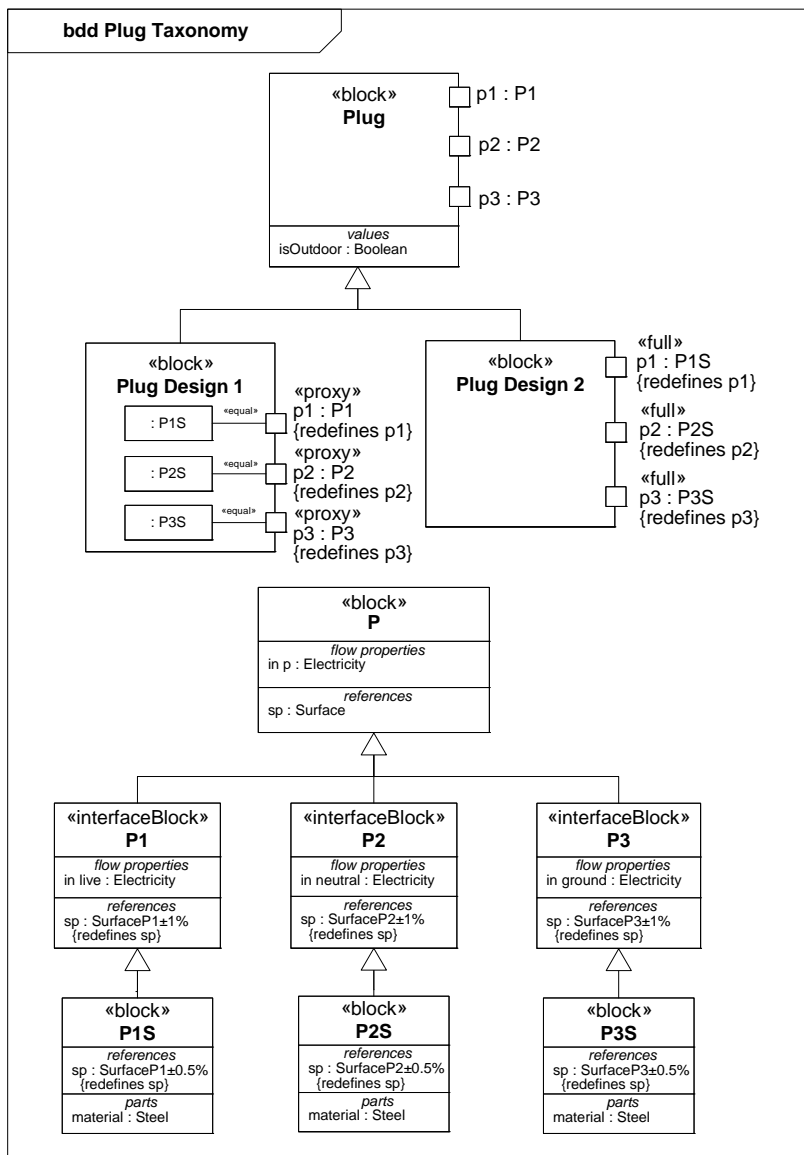 bdd Plug Taxonomy
«block»
Plug
p1 : P1
p2 : P2
p3 : P3
values
isOutdoor : Boolean
«block»
Plug Design 1
: P1S
«equal»
: P2S
«equal»
: P3S
«equal»
«proxy»
p1 : P1
{redefines p1}
«proxy»
p2 : P2
{redefines p2}
«proxy»
p3 : P3
{redefines p3}
«block»
Plug Design 2
«full»
p1 : P1S
{redefines p1}
«full»
p2 : P2S
{redefines p2}
«full»
p3 : P3S
{redefines p3}
«block»
P
flow properties
in p : Electricity
references
sp : Surface
«interfaceBlock»
P1
flow properties
in live : Electricity
references
sp : SurfaceP1±1%
{redefines sp}
«interfaceBlock»
P2
flow properties
in neutral : Electricity
references
sp : SurfaceP2±1%
{redefines sp}
«interfaceBlock»
P3
flow properties
in ground : Electricity
references
sp : SurfaceP3±1%
{redefines sp}
«block»
P1S
references
sp : SurfaceP1±0.5%
{redefines sp}
parts
material : Steel
«block»
P2S
references
sp : SurfaceP2±0.5%
{redefines sp}
parts
material : Steel
«block»
P3S
references
sp : SurfaceP3±0.5%
{redefines sp}
parts
material : Steel